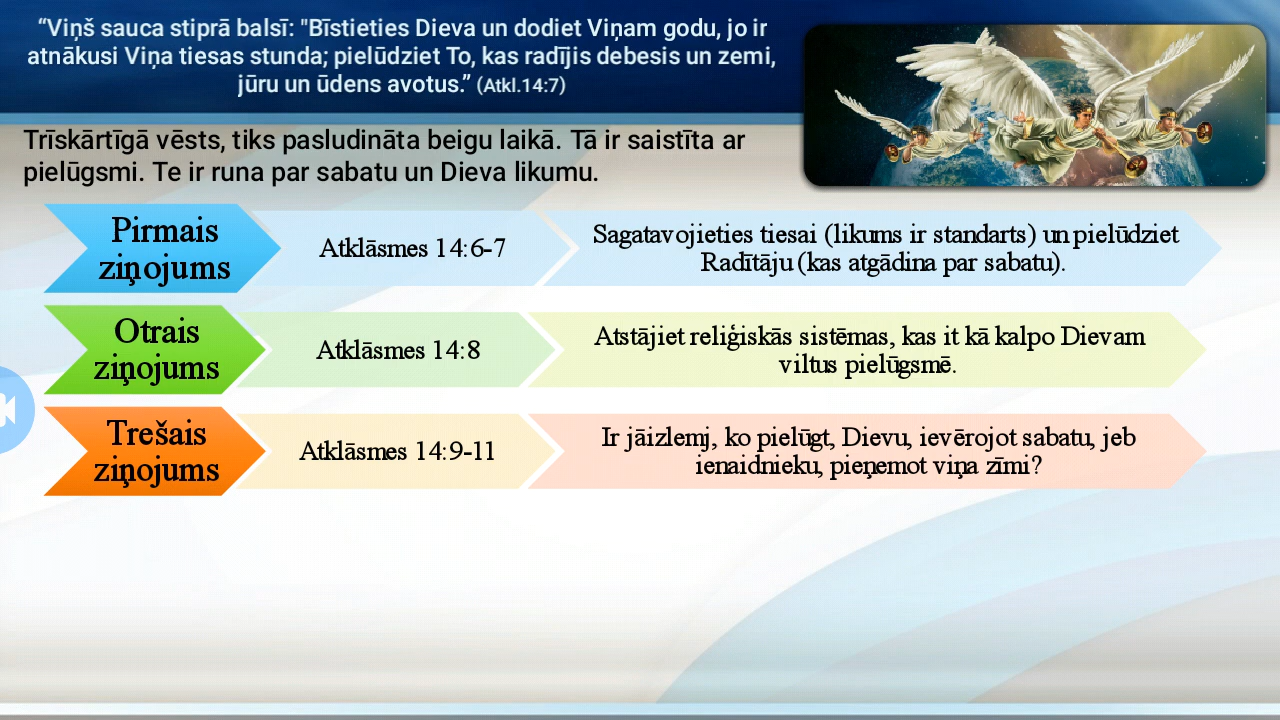 “Viņš sauca stiprā balsī: "Bīstieties Dieva un dodiet Viņam godu, jo ir
atnākusi Viņa tiesas stunda; pielūdziet To, kas radījis debesis un zemi,
jūru un ūdens avotus.” (Atkl.14:7)
Trīskārtīgā vēsts, tiks pasludināta beigu laikā. Tā ir saistīta ar
pielūgsmi. Te ir runa par sabatu un Dieva likumu.
Pirmais
ziņojums
Atklāsmes 14:6-7
Sagatavojieties tiesai (likums ir standarts) un pielūdziet
Radītāju (kas atgādina par sabatu).
Otrais
ziņojums
Atklāsmes 14:8
Atstājiet reliģiskās sistēmas, kas it kā kalpo Dievam
viltus pielūgsmē.
Trešais
ziņojums
Atklāsmes 14:9-11
Ir jāizlemj, ko pielūgt, Dievu, ievērojot sabatu, jeb
ienaidnieku, pieņemot viņa zīmi?